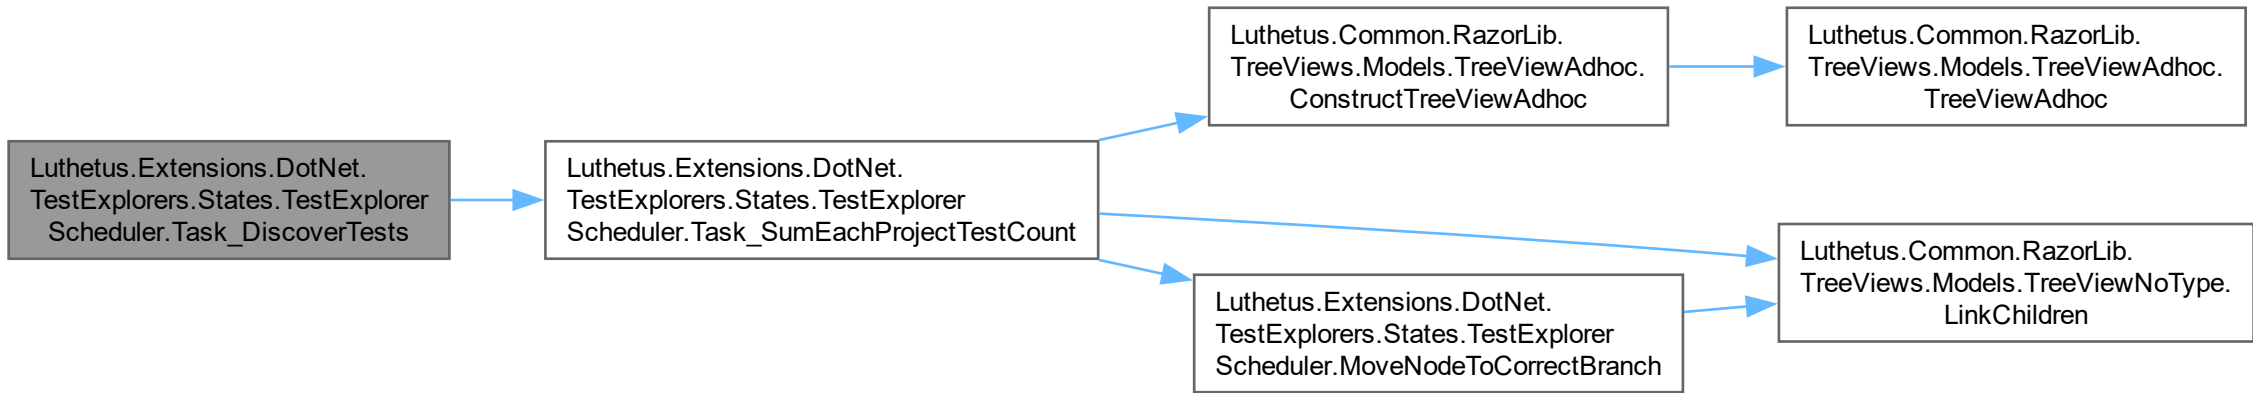 Luthetus.Extensions.DotNet.
TestExplorers.States.TestExplorer
Scheduler.Task_DiscoverTests
Luthetus.Extensions.DotNet.
TestExplorers.States.TestExplorer
Scheduler.Task_SumEachProjectTestCount
Luthetus.Common.RazorLib.
TreeViews.Models.TreeViewAdhoc.
ConstructTreeViewAdhoc
Luthetus.Common.RazorLib.
TreeViews.Models.TreeViewAdhoc.
TreeViewAdhoc
Luthetus.Extensions.DotNet.
TestExplorers.States.TestExplorer
Scheduler.MoveNodeToCorrectBranch
Luthetus.Common.RazorLib.
TreeViews.Models.TreeViewNoType.
LinkChildren